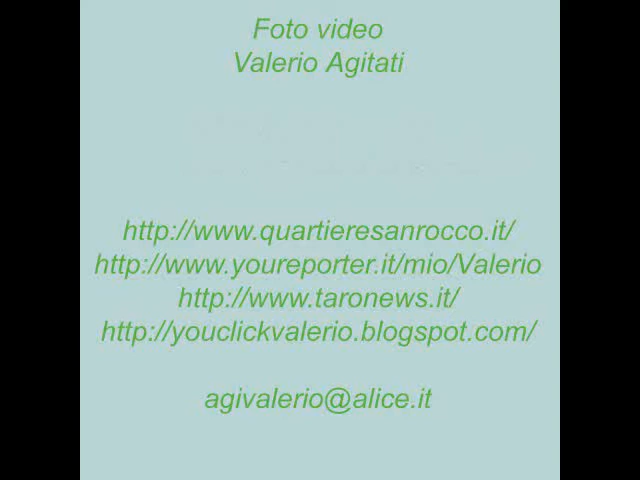 Foto video
Valerio Agitati
http://www.quartieresanrocco.it/
http://www.youreporter.it/mio/Valerio
http://www.taronews.it/
http://youclickvalerio.blogspot.com/
agivalerio@alice.it